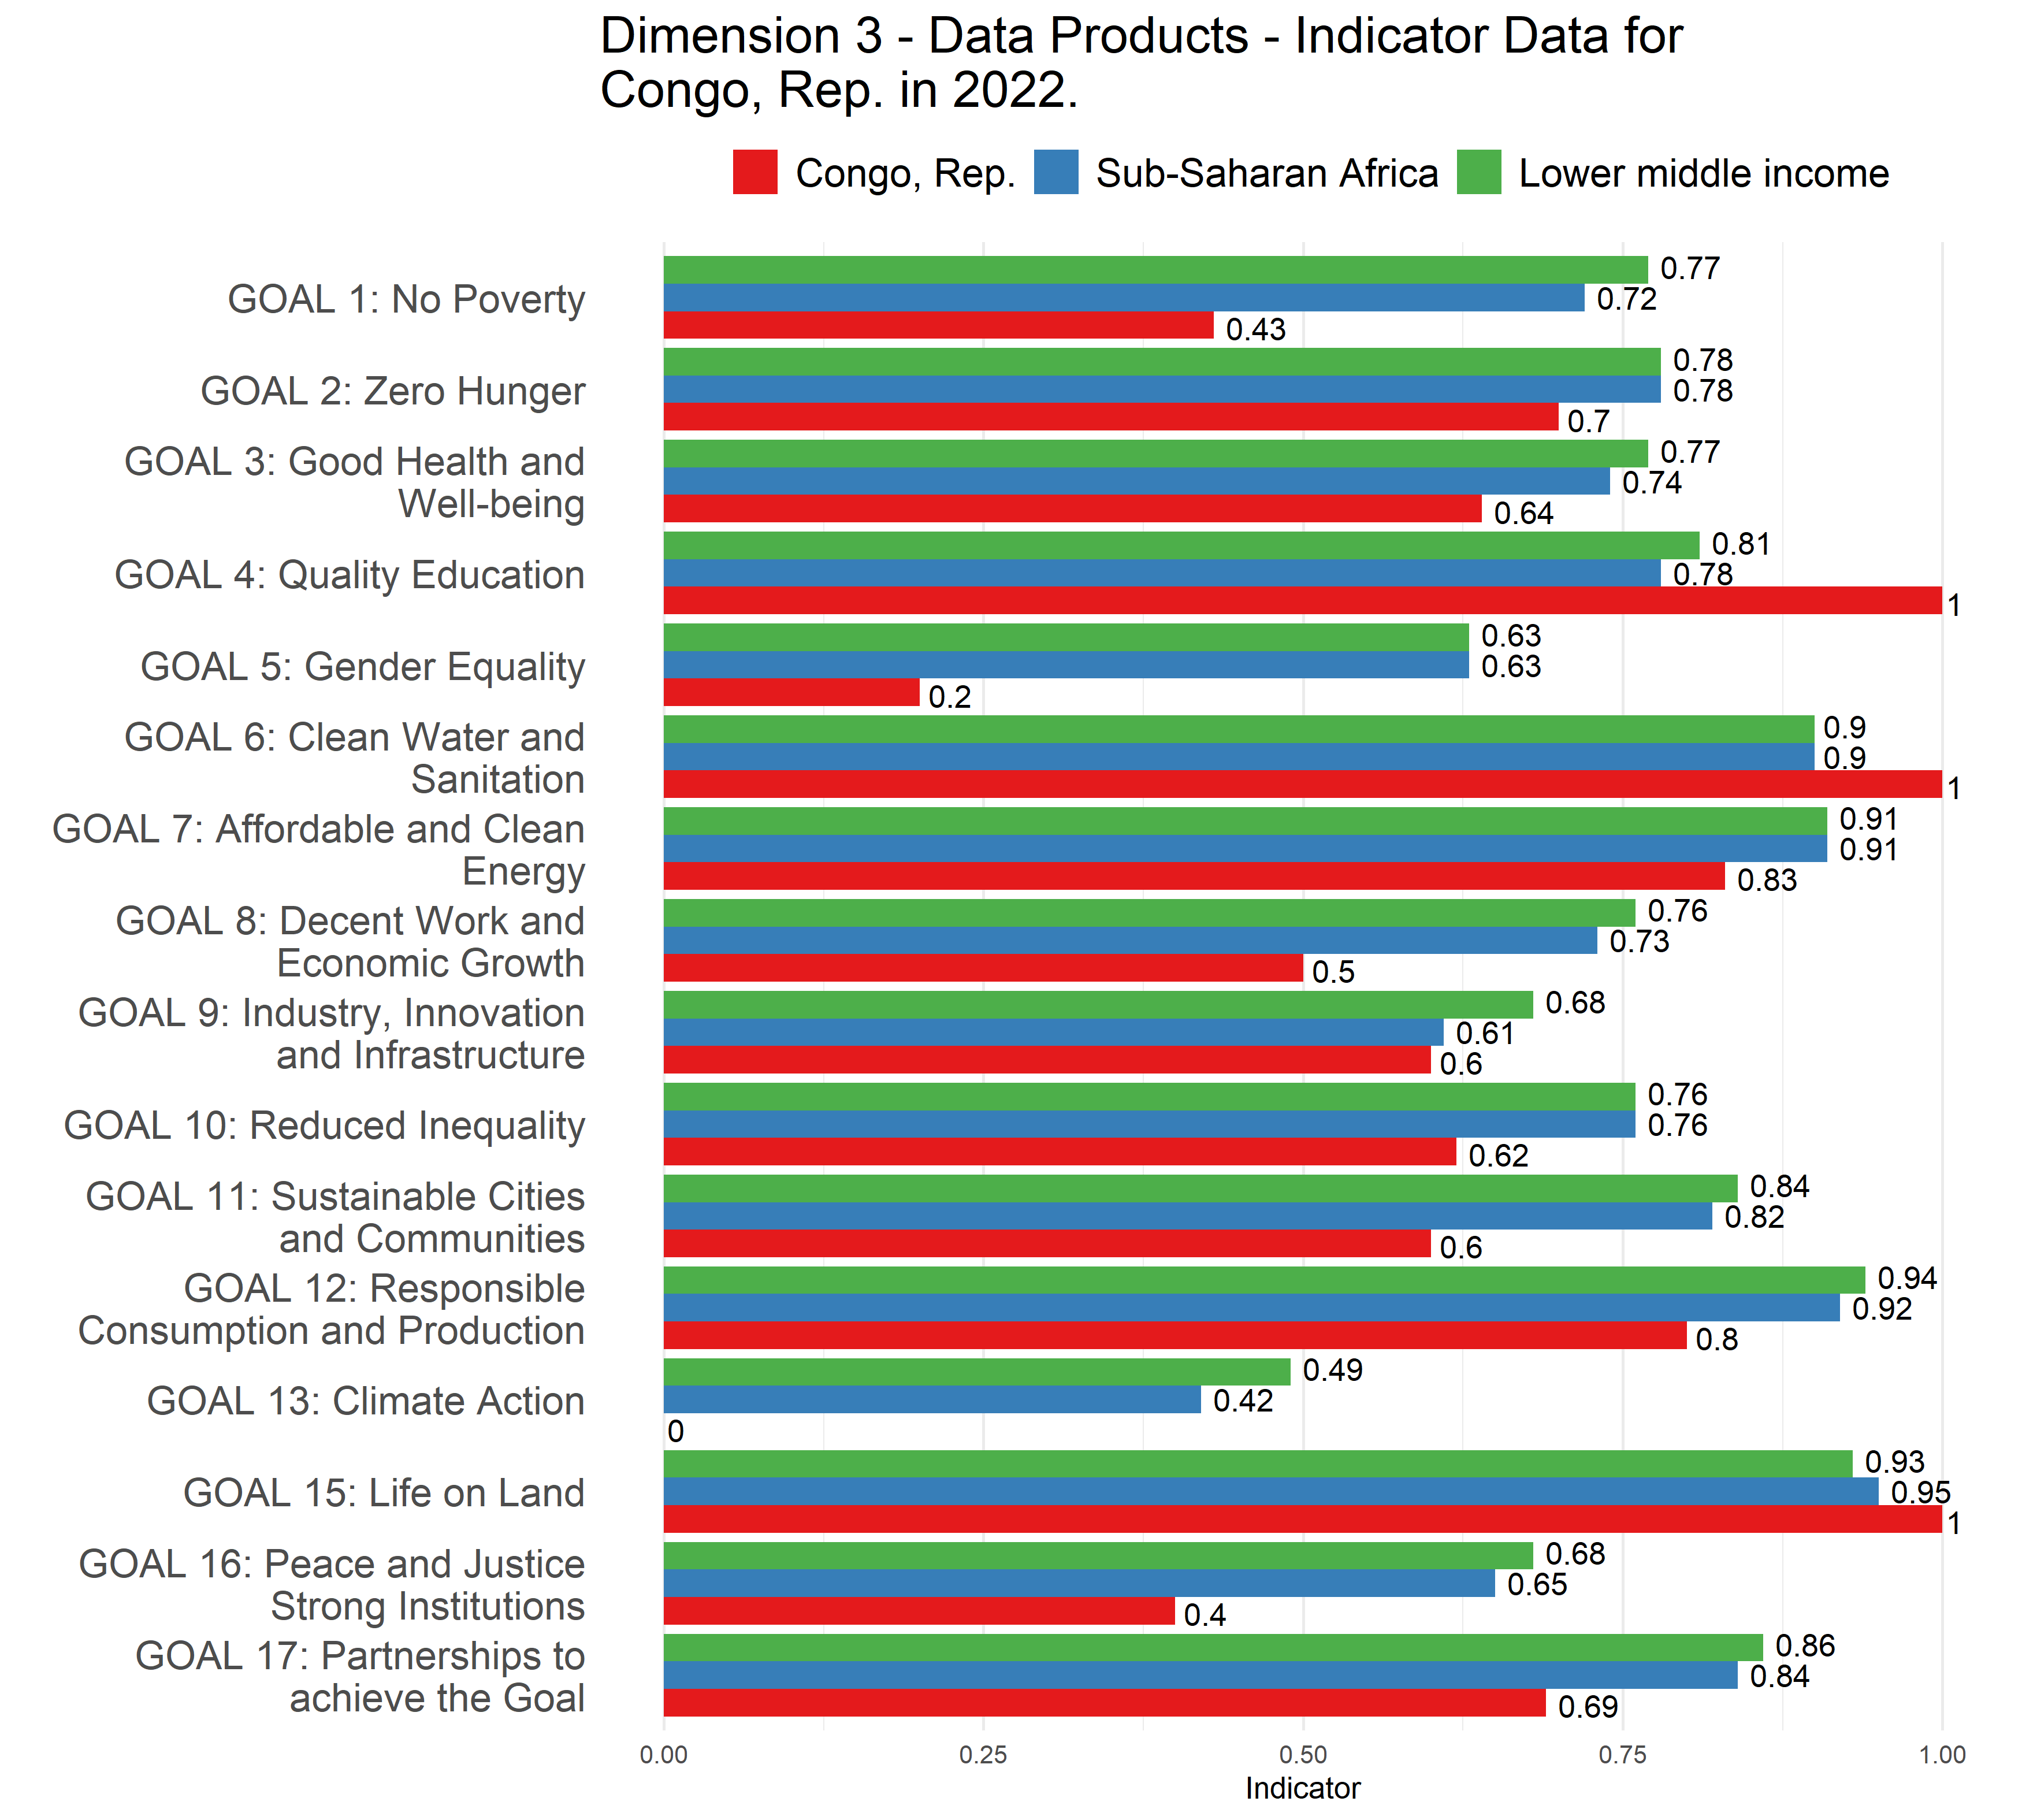 Dimension 3 - Data Products - Indicator Data for
Congo, Rep. in 2022.
Congo, Rep. Sub-Saharan Africa Lower middle income
GOAL 1: No Poverty
0.77
0.72
0.43
GOAL 2: Zero Hunger
0.78
0.78
0.7
GOAL 3: Good Health and
Well-being
0.77
0.74
0.64
GOAL 4: Quality Education
0.81
0.78
1
GOAL 5: Gender Equality
0.63
0.63
0.2
GOAL 6: Clean Water and
Sanitation
0.9
0.9
1
GOAL 7: Affordable and Clean
Energy
0.91
0.91
0.83
GOAL 8: Decent Work and
Economic Growth
0.76
0.73
0.5
GOAL 9: Industry, Innovation
and Infrastructure
0.68
0.61
0.6
GOAL 10: Reduced Inequality
0.76
0.76
0.62
GOAL 11: Sustainable Cities
and Communities
0.84
0.82
0.6
GOAL 12: Responsible
Consumption and Production
0.94
0.92
0.8
GOAL 13: Climate Action
0.49
0.42
0
GOAL 15: Life on Land
0.93
0.95
1
GOAL 16: Peace and Justice
Strong Institutions
0.68
0.65
0.4
GOAL 17: Partnerships to
achieve the Goal
0.86
0.84
0.69
0.00 0.25 0.50 0.75 1.00
Indicator